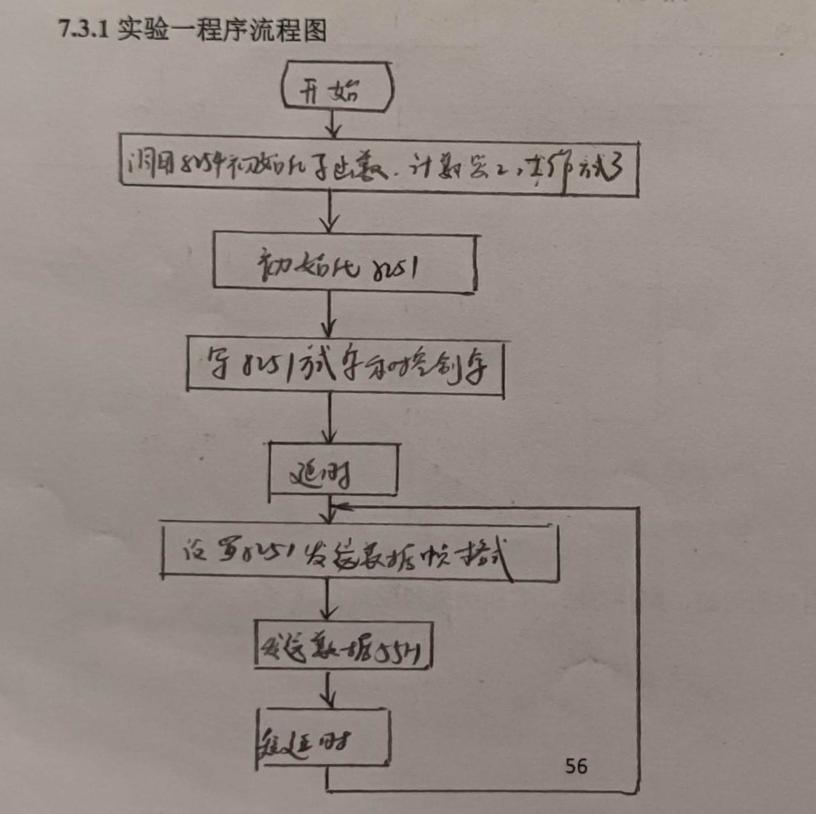 7.3.1 实验一程序流程图
开始
调用8254初始化子函数.计数器2,工作方式3
初始化8251
写8251方式字和控制字
延时
设置8251发送数据帧格式
发送数据55H
延时
56